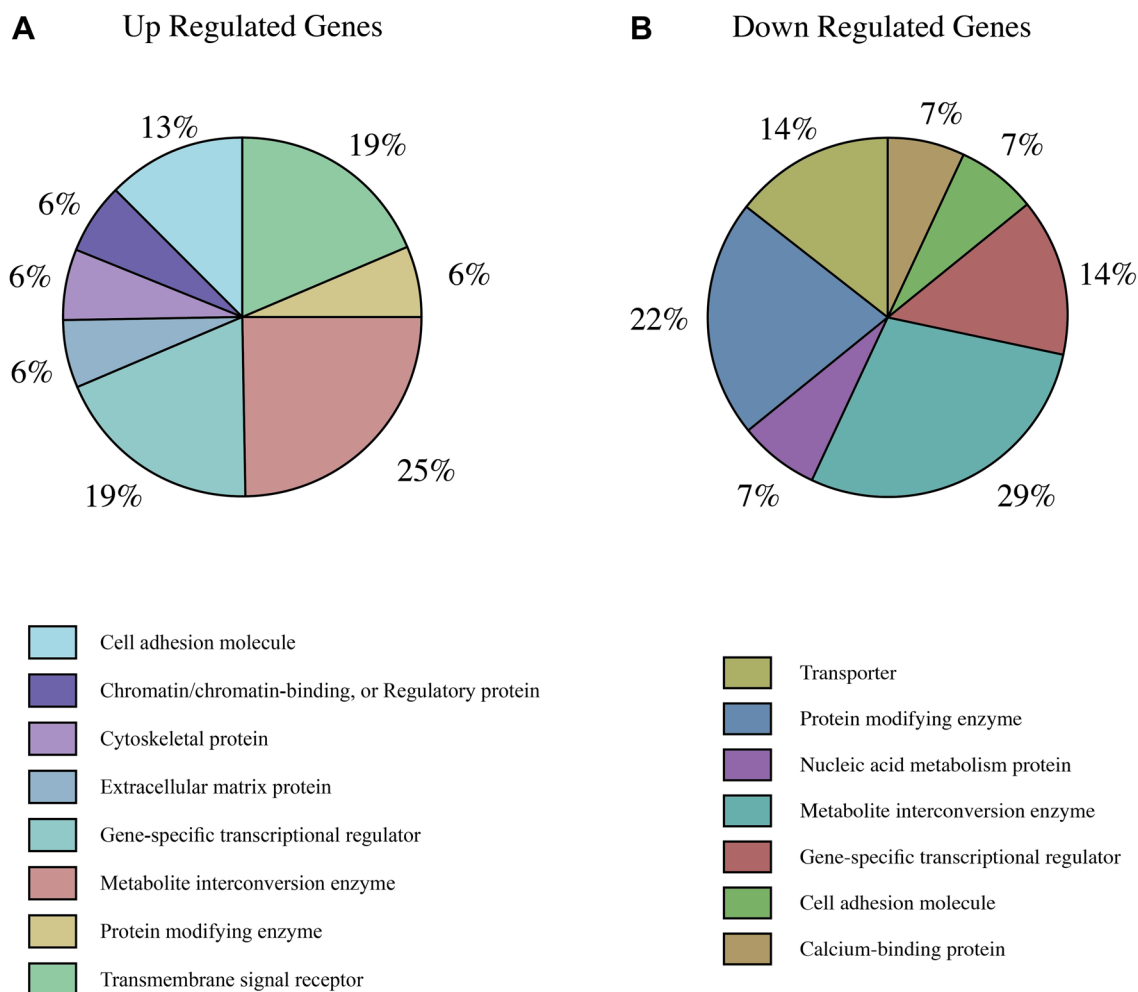 A Up Regulated Genes
13%
19%
6%
6%
6%
6%
19%
25%
Cell adhesion molecule
Chromatin/chromatin-binding, or Regulatory protein
Cytoskeletal protein
Extracellular matrix protein
Gene-specific transcriptional regulator
Metabolite interconversion enzyme
Protein modifying enzyme
Transmembrane signal receptor
B Down Regulated Genes
14%
7%
7%
14%
22%
7%
29%
Transporter
Protein modifying enzyme
Nucleic acid metabolism protein
Metabolite interconversion enzyme
Gene-specific transcriptional regulator
Cell adhesion molecule
Calcium-binding protein